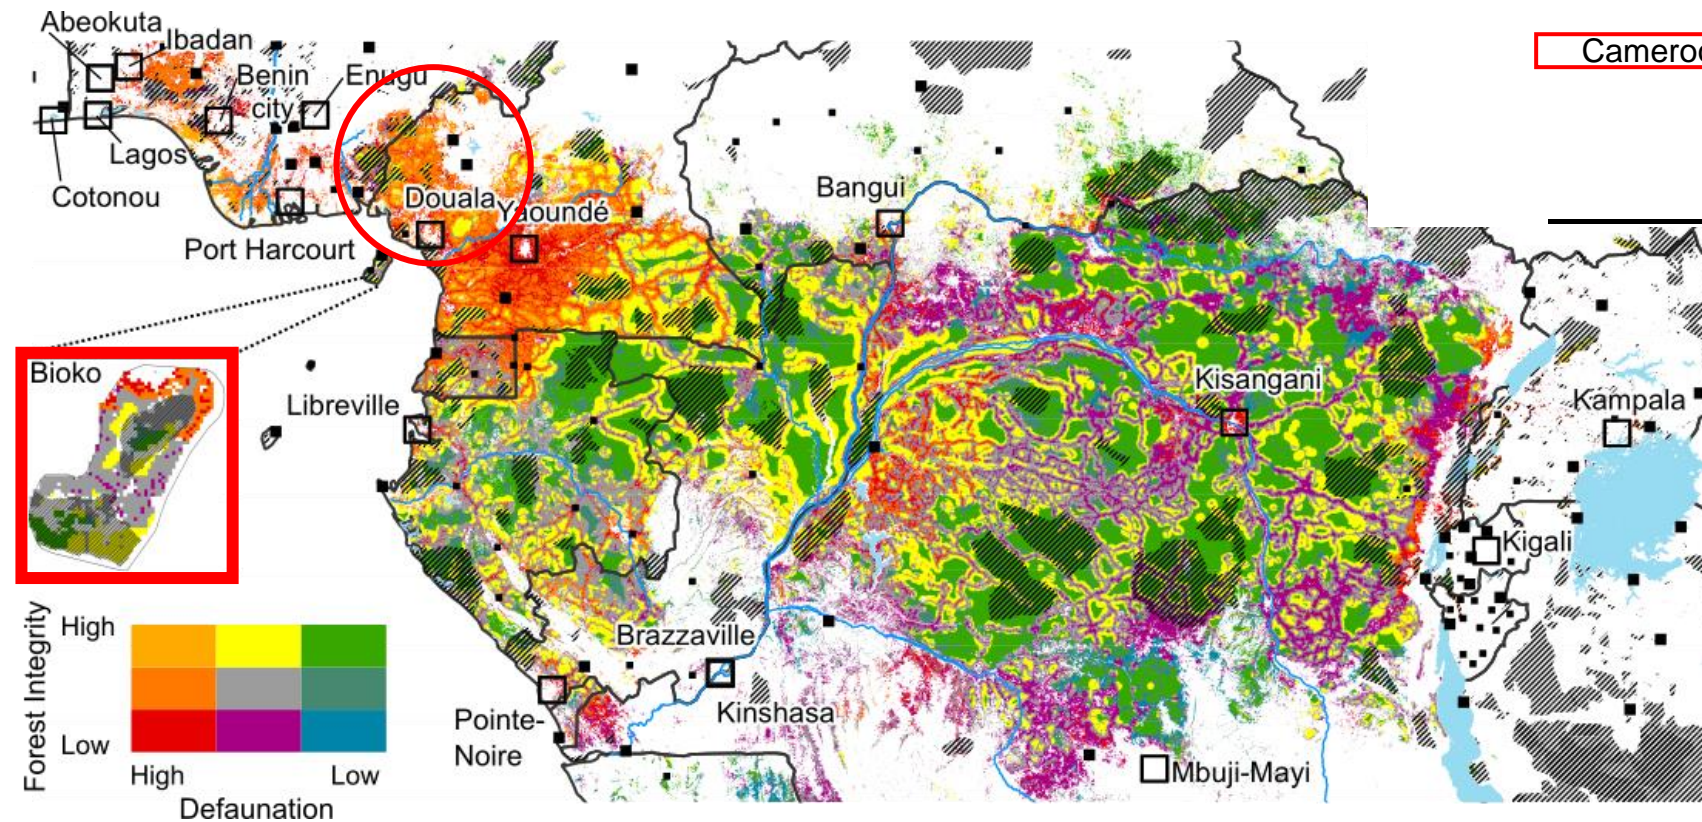 Abeokuta
Ibadan
Benin
city
Enugu
Lagos
Cotonou
Port Harcourt
Douala
Yaoundé
Bangui
Cameroo
Bioko
Libreville
Kisangani
Kampala
Kigali
Brazzaville
Kinshasa
Pointe-
Noire
Mbuji-Mayi
High
Low
Forest Integrity
High
Low
Defaunation